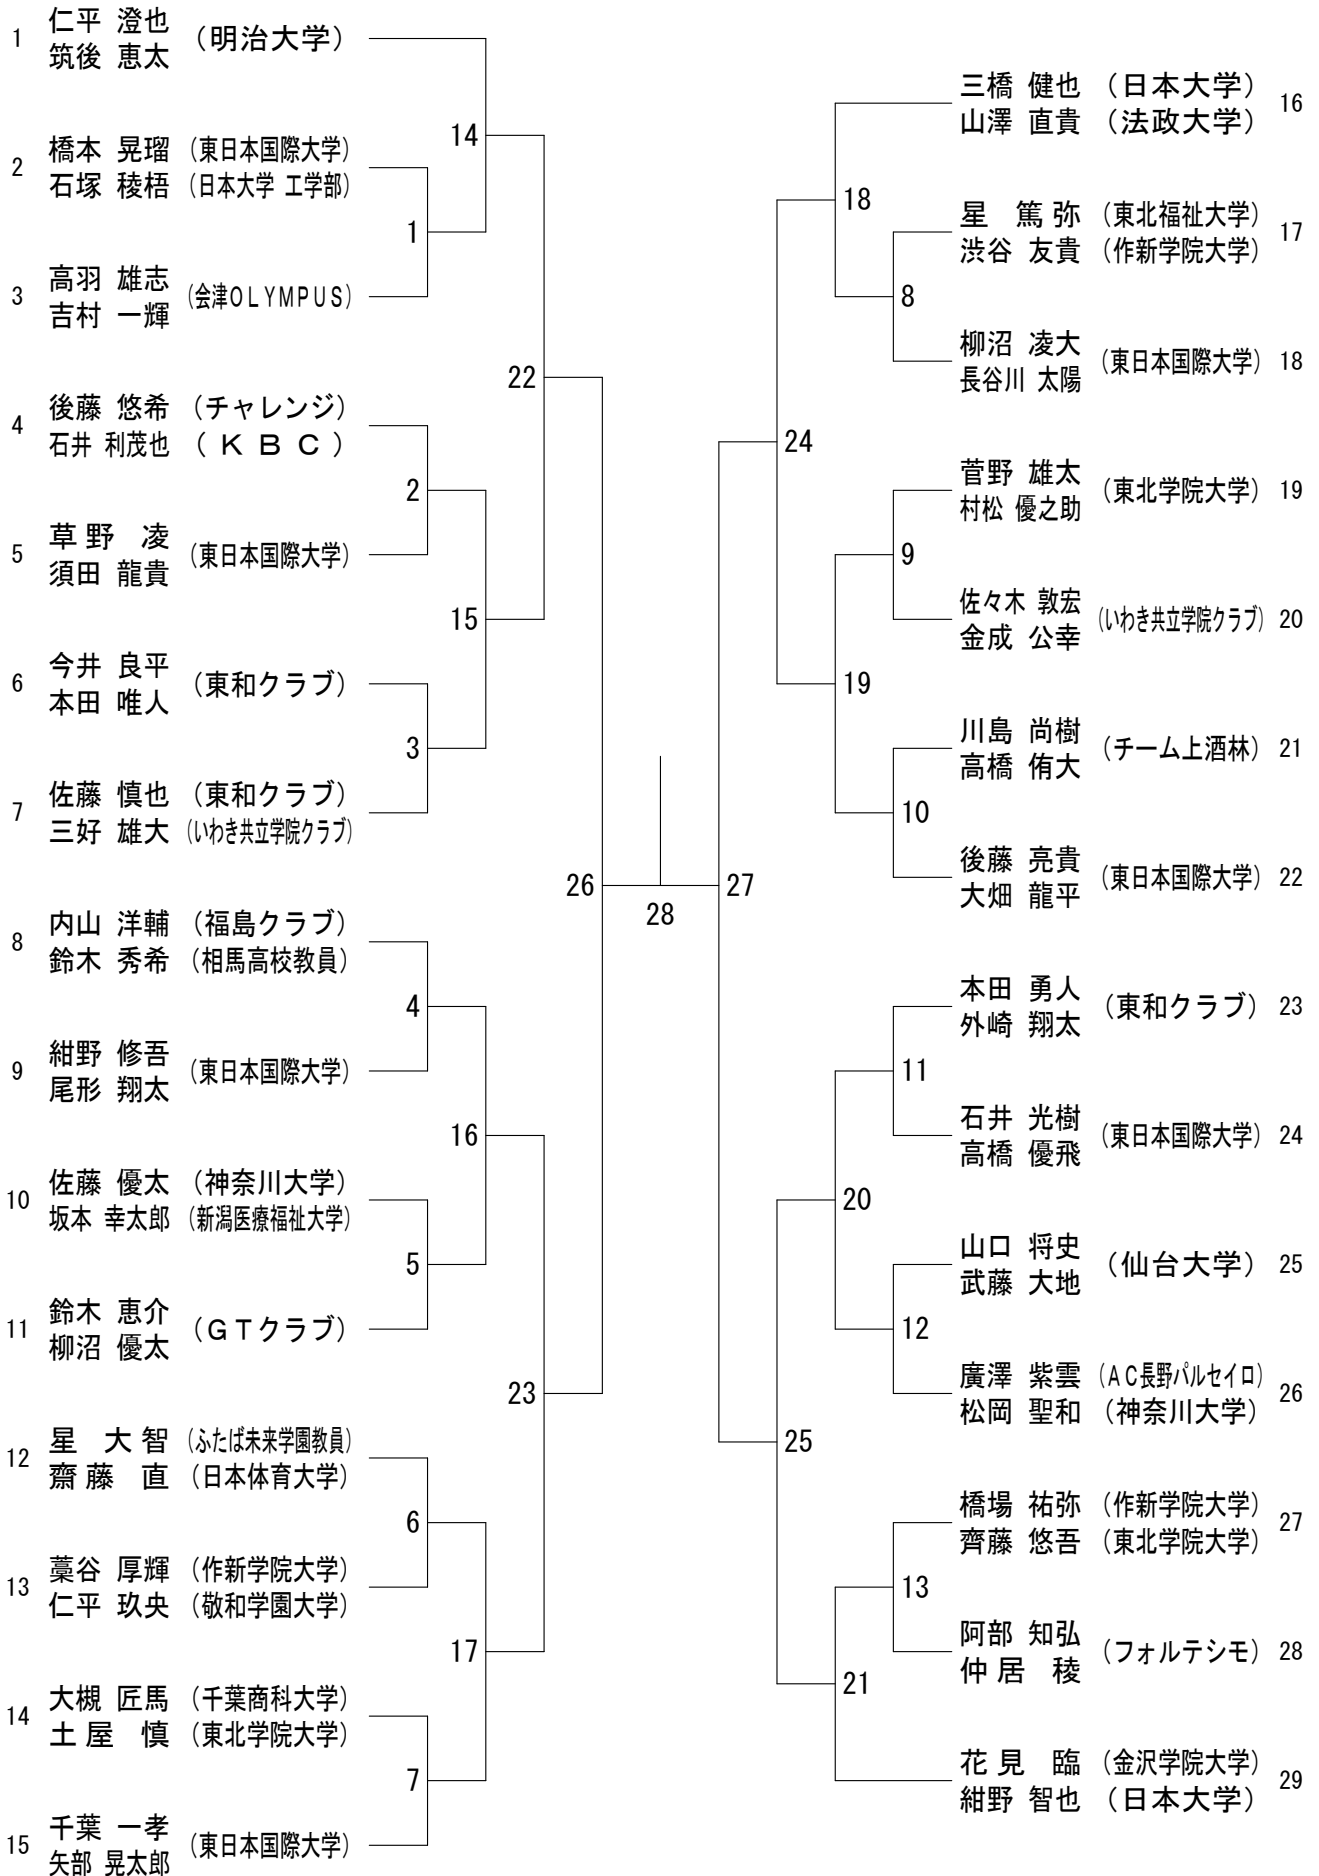 1 仁平 澄也 (明治大学)
筑後 恵太
2 橋本 晃瑠 (東日本国際大学)
石塚 稜悟 (日本大学 工学部)
3 高羽 雄志 (会津OLYMPUS)
吉村 一輝
4 後藤 悠希 (チャレンジ)
石井 利茂也 (KBC)
5 草野 凌 (東日本国際大学)
須田 龍貴
6 今井 良平 (東和クラブ)
本田 唯人
7 佐藤 慎也 (東和クラブ)
三好 雄大 (いわき共立学院クラブ)
8 内山 洋輔 (福島クラブ)
鈴木 秀希 (相馬高校教員)
9 紺野 修吾 (東日本国際大学)
尾形 翔太
10 佐藤 優太 (神奈川大学)
坂本 幸太郎 (新潟医療福祉大学)
11 鈴木 恵介 (GTクラブ)
柳沼 優太
12 星 大智 (ふたば未来学園教員)
齋藤 直 (日本体育大学)
13 藁谷 厚輝 (作新学院大学)
仁平 玖央 (敬和学園大学)
14 大槻 匠馬 (千葉商科大学)
土屋 慎 (東北学院大学)
15 千葉 一孝 (東日本国際大学)
矢部 晃太郎
14
1
22
2
15
3
26
4
16
5
23
6
17
7
28
27
18
8
24
9
19
10
11
20
12
25
13
21
三橋 健也 (日本大学) 16
山澤 直貴 (法政大学)
星 篤弥 (東北福祉大学) 17
渋谷 友貴 (作新学院大学)
柳沼 凌大 (東日本国際大学) 18
長谷川 太陽
菅野 雄太 (東北学院大学) 19
村松 優之助
佐々木 敦宏 (いわき共立学院クラブ) 20
金成 公幸
川島 尚樹 (チーム上酒林) 21
高橋 侑大
後藤 亮貴 (東日本国際大学) 22
大畑 龍平
本田 勇人 (東和クラブ) 23
外崎 翔太
石井 光樹 (東日本国際大学) 24
高橋 優飛
山口 将史 (仙台大学) 25
武藤 大地
廣澤 紫雲 (AC長野パルセイロ) 26
松岡 聖和 (神奈川大学)
橋場 祐弥 (作新学院大学) 27
齊藤 悠吾 (東北学院大学)
阿部 知弘 (フォルテシモ) 28
仲居 稜
花見 臨 (金沢学院大学) 29
紺野 智也 (日本大学)